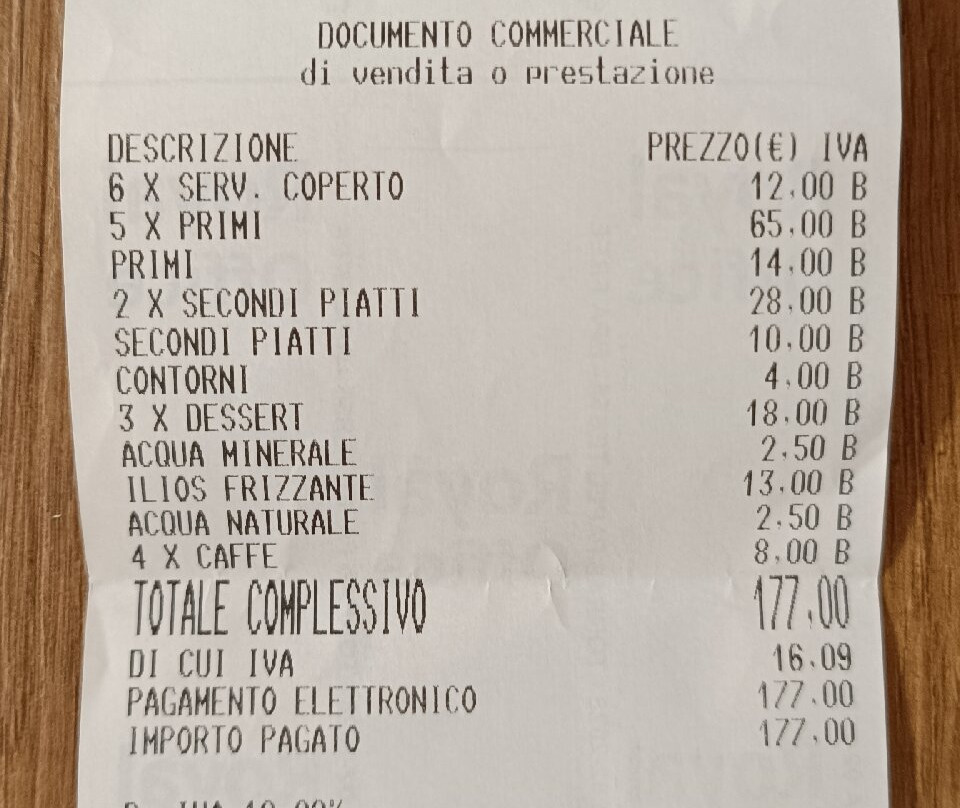 DOCUMENTO COMMERCIALE
di vendita o prestazione
DESCRIZIONE PREZZO(€) IVA
6 X SERV. COPERTO 12,00 B
5 X PRIMI 65,00 B
PRIMI 14,00 B
2 X SECONDI PIATTI 28,00 B
SECONDI PIATTI 10,00 B
CONTORNI 4,00 B
3 X DESSERT 18,00 B
ACQUA MINERALE 2,50 B
ILIOS FRIZZANTE 13,00 B
ACQUA NATURALE 2,50 B
4 X CAFFE 8,00 B
TOTALE COMPLESSIVO 177,00
DI CUI IVA 16,09
PAGAMENTO ELETTRONICO 177,00
IMPORTO PAGATO 177,00